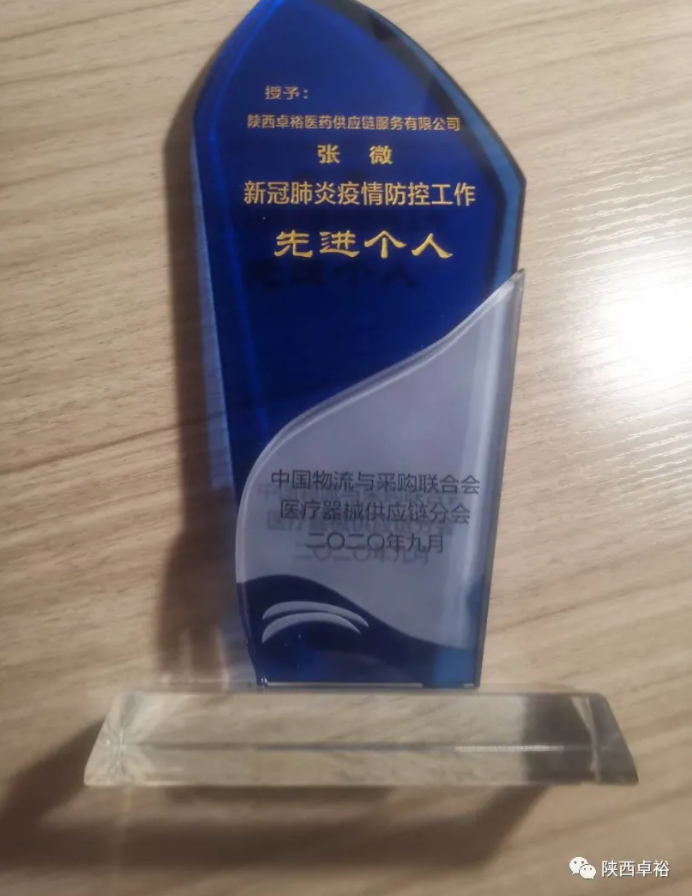 授予：
陕西卓裕医药供应链服务有限公司
张 微
新冠肺炎疫情防控工作
先进个人
中国物流与采购联合会
医疗器械供应链分会
二〇二〇年九月
陕西卓裕